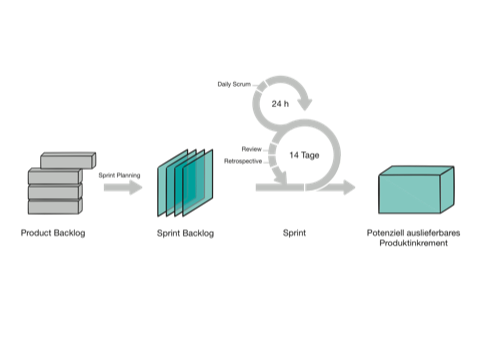 Daily Scrum
24 h
Review
Retrospective
14 Tage
Sprint Planning
Product Backlog
Sprint Backlog
Sprint
Potenziell auslieferbares
Produktinkrement